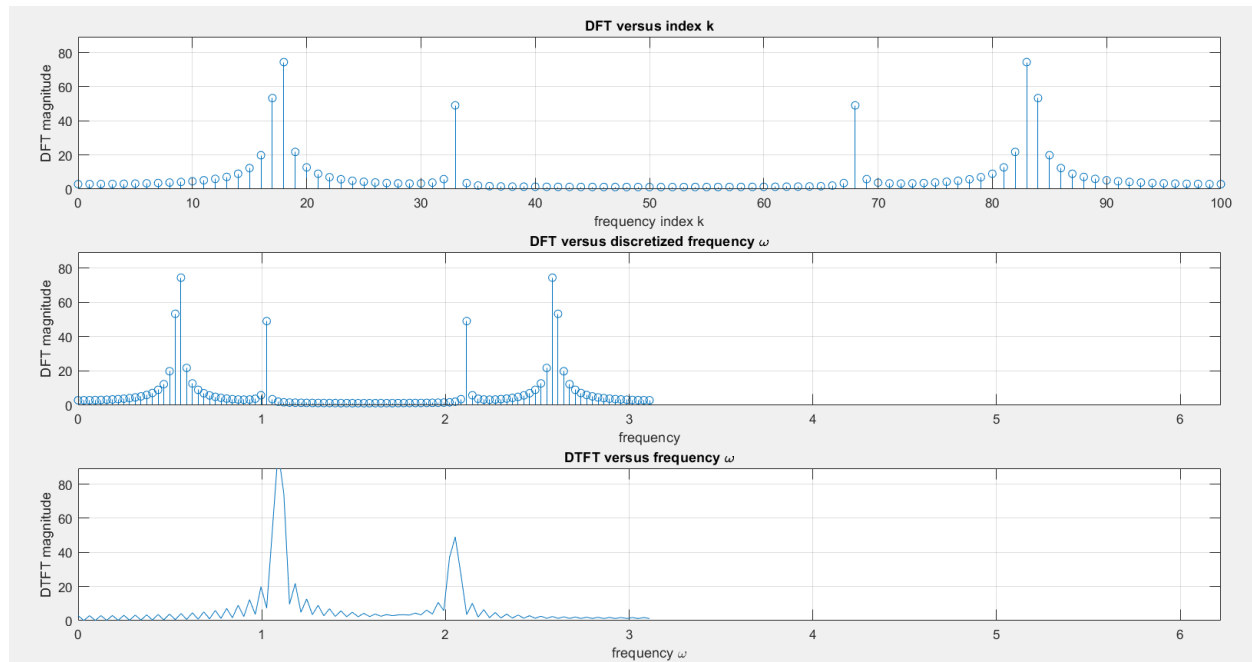 DFT versus index k
DFT magnitude
80
60
40
20
0
0 10 20 30 40 50 60 70 80 90 100
frequency index k
DFT versus discretized frequency ω
DFT magnitude
80
60
40
20
0
0 1 2 3 4 5 6
frequency
DTFT versus frequency ω
DTFT magnitude
80
60
40
20
0
0 1 2 3 4 5 6
frequency ω